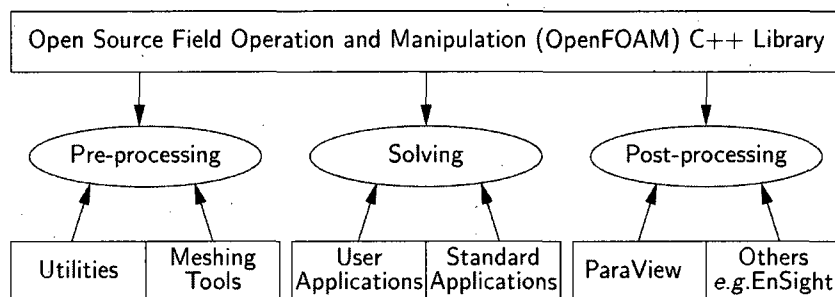 Open Source Field Operation and Manipulation (OpenFOAM) C++ Library
Pre-processing
Solving
Post-processing
Utilities
Meshing
Tools
User
Applications
Standard
Applications
ParaView
Others
e.g.EnSight